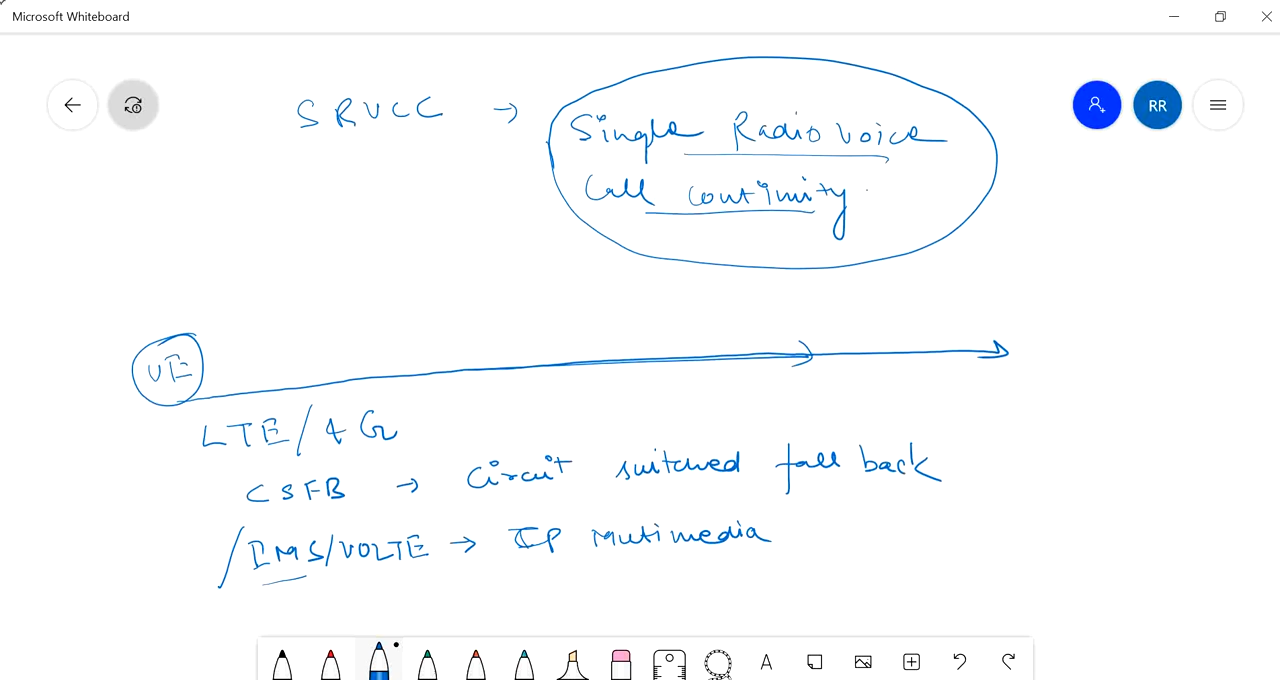 Microsoft Whiteboard
RR
SRVCC → Single Radio Voice
Call continuity
UE
LTE/4G
CSFB → Circuit switched fall back
/IMS/VOLTE → IP Mutimedia
A